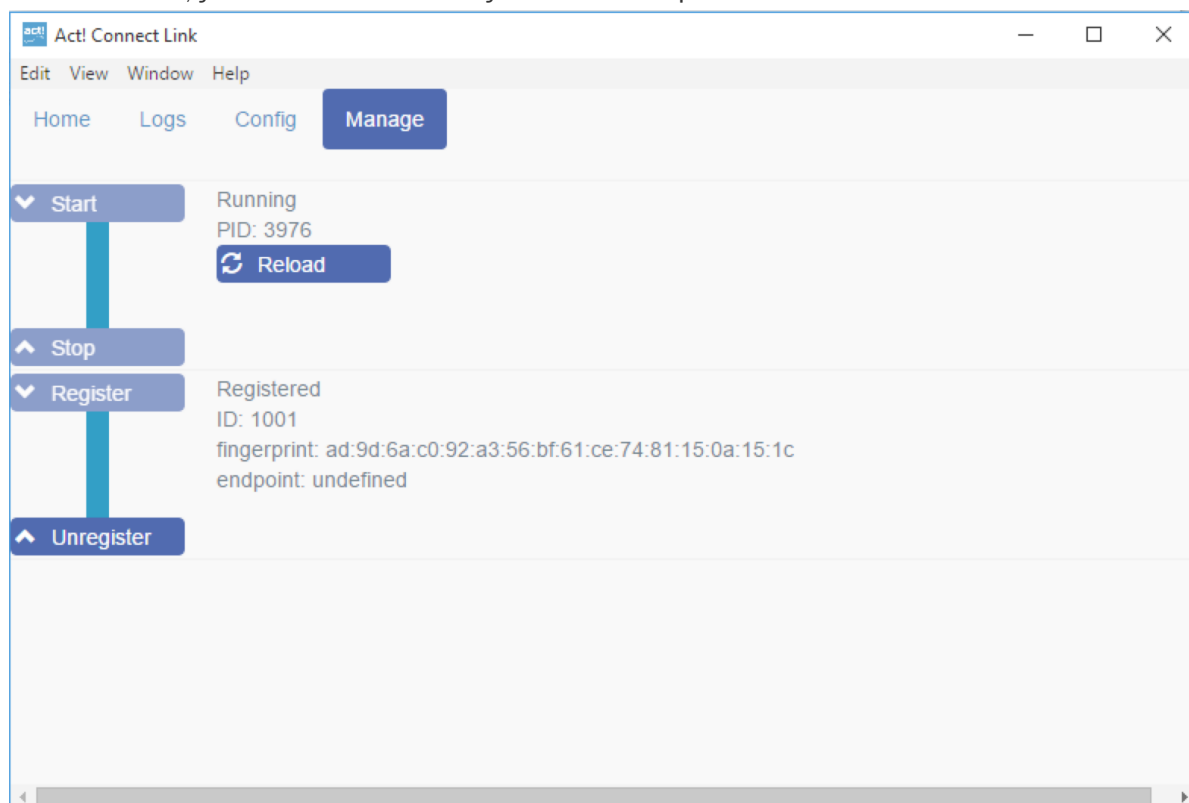 act! Act! Connect Link
Edit View Window Help
Home Logs Config Manage
Start
Running
PID: 3976
Reload
Stop
Register
Registered
ID: 1001
fingerprint: ad:9d:6a:c0:92:a3:56:bf:61:ce:74:81:15:0a:15:1c
endpoint: undefined
Unregister